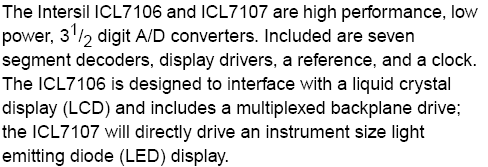 The Intersil ICL7106 and ICL7107 are high performance, low
power, 3 1/2 digit A/D converters. Included are seven
segment decoders, display drivers, a reference, and a clock.
The ICL7106 is designed to interface with a liquid crystal
display (LCD) and includes a multiplexed backplane drive;
the ICL7107 will directly drive an instrument size light
emitting diode (LED) display.